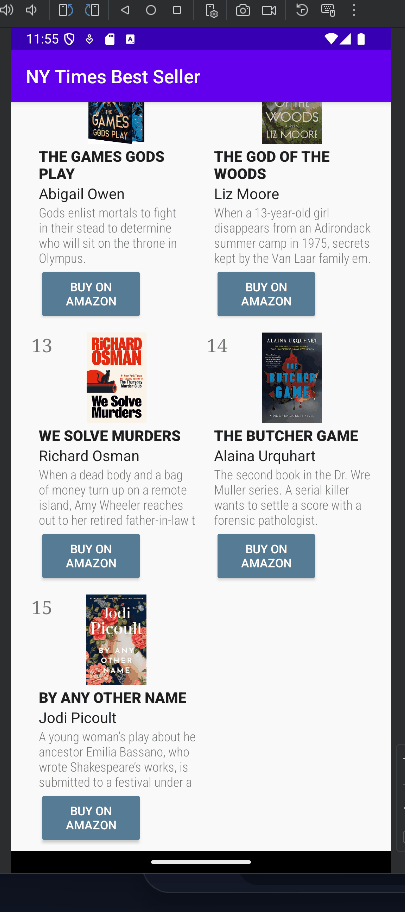 11:55
NY Times Best Seller
THE GAMES GODS PLAY
OF THE WOODS
LIZ MOORE
THE GAMES GODS
PLAY
Abigail Owen
Gods enlist mortals to fight
in their stead to determine
who will sit on the throne in
Olympus.
BUY ON
AMAZON
THE GOD OF THE
WOODS
Liz Moore
When a 13-year-old girl
disappears from an Adirondack
summer camp in 1975, secrets
kept by the Van Laar family em.
BUY ON
AMAZON
13
RICHARD
OSMAN
We Solve
Murders
WE SOLVE MURDERS
Richard Osman
When a dead body and a bag
of money turn up on a remote
island, Amy Wheeler reaches
out to her retired father-in-law t
BUY ON
AMAZON
14
ALAINA URQUHART
THE BUTCHER
GAME
THE BUTCHER GAME
Alaina Urquhart
The second book in the Dr. Wre
Muller series. A serial killer
wants to settle a score with a
forensic pathologist.
BUY ON
AMAZON
15
Jodi
Picoult
BY ANY
OTHER
NAME
BY ANY OTHER NAME
Jodi Picoult
A young woman's play about he
ancestor Emilia Bassano, who
wrote Shakespeare's works, is
submitted to a festival under a
BUY ON
AMAZON